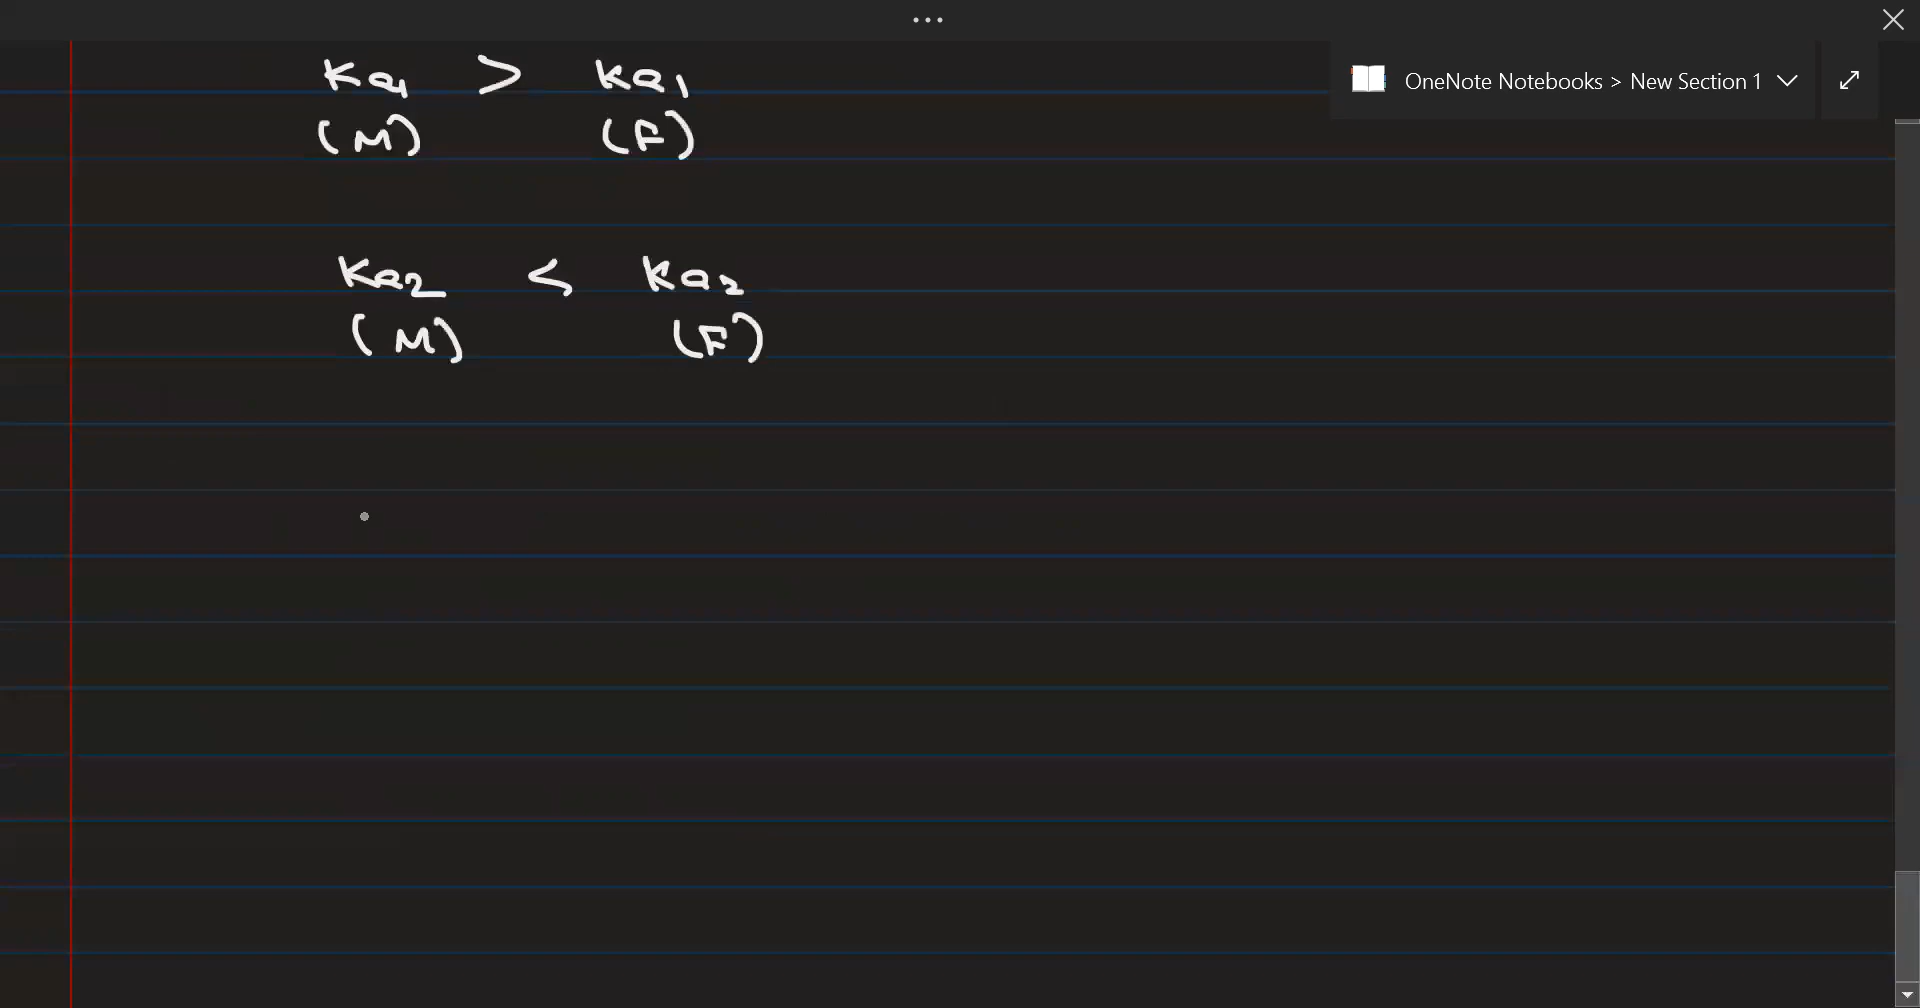 ...
OneNote Notebooks > New Section 1
Ka1 > Ka1
(M) (F)
Ka2 < Ka2
(M) (F)